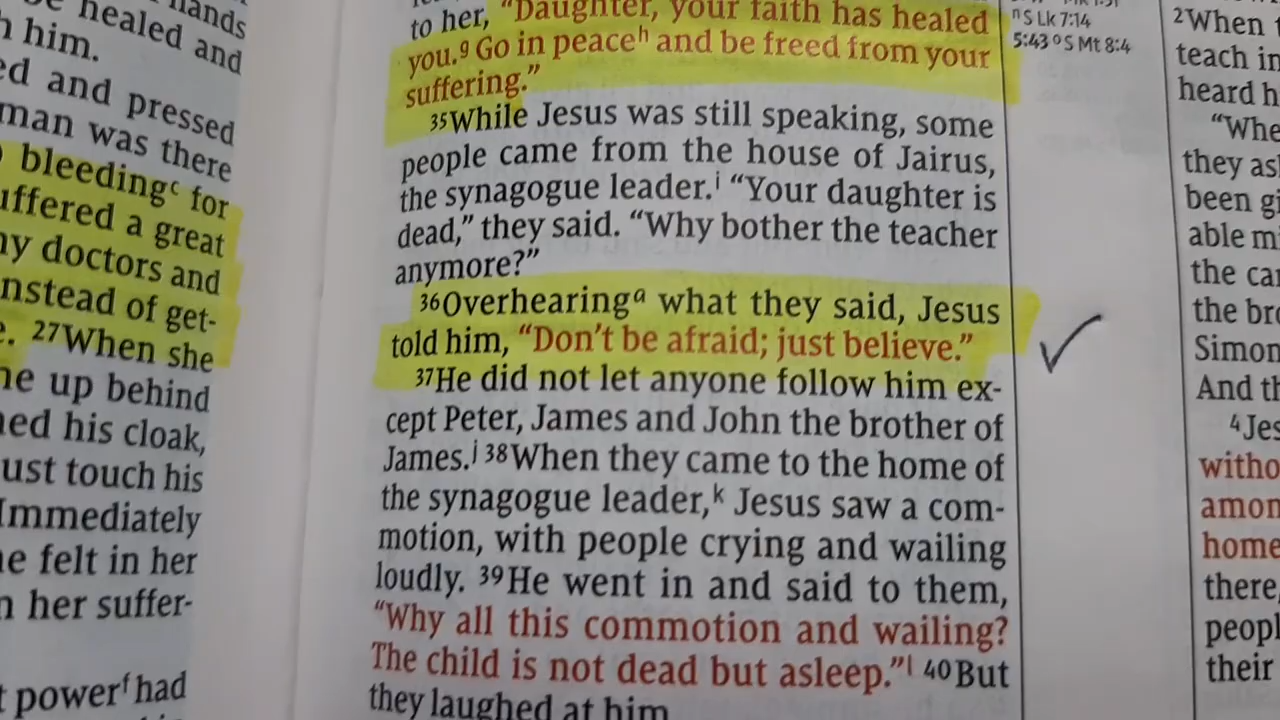 hands
be healed and
him.
ed and pressed
man was there
bleedingᶜ for
uffered a great
ny doctors and
nstead of get-
e. 27When she
ne up behind
ned his cloak,
ust touch his
Immediately
he felt in her
n her suffer-
t powerᶠ had
to her, "Daughter, your faith has healed
you.ᵍ Go in peaceʰ and be freed from your
suffering."
35While Jesus was still speaking, some
people came from the house of Jairus,
the synagogue leader.ⁱ "Your daughter is
dead," they said. "Why bother the teacher
anymore?"
36Overhearingᵃ what they said, Jesus
told him, "Don't be afraid; just believe."
37He did not let anyone follow him ex-
cept Peter, James and John the brother of
James.ʲ 38When they came to the home of
the synagogue leader,ᵏ Jesus saw a com-
motion, with people crying and wailing
loudly. 39He went in and said to them,
"Why all this commotion and wailing?
The child is not dead but asleep."ˡ 40But
they laughed at him
ⁿS Lk 7:14
5:43 ᵒS Mt 8:4
2When
teach in
heard h
"Whe
they as
been gi
able mi
the car
the bro
Simon
And th
4Jes
witho
amon
home
there,
peopl
their